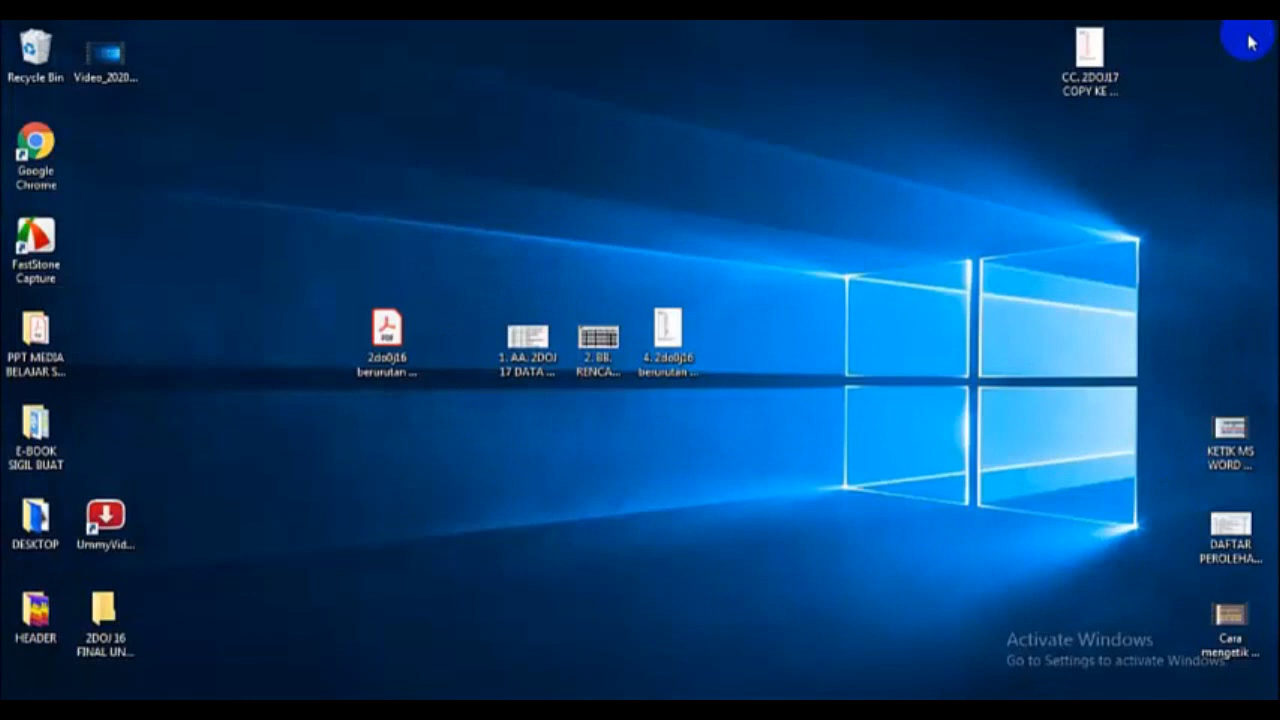 Recycle Bin
Video_2020...
CC. 2DOJ17
COPY KE ...
Google
Chrome
FastStone
Capture
PPT MEDIA
BELAJAR S...
PDF
2do0j16
berurutan ...
1. AA. 2DOJ
17 DATA ...
2. BB.
RENCA...
4. 2do0j16
berurutan ...
E-BOOK
SIGIL BUAT
KETIK MS
WORD ...
DESKTOP
UmmyVid...
DAFTAR
PEROLEHA...
HEADER
2DOJ 16
FINAL UN...
Cara
mengetik ...
Activate Windows
Go to Settings to activate Windows.